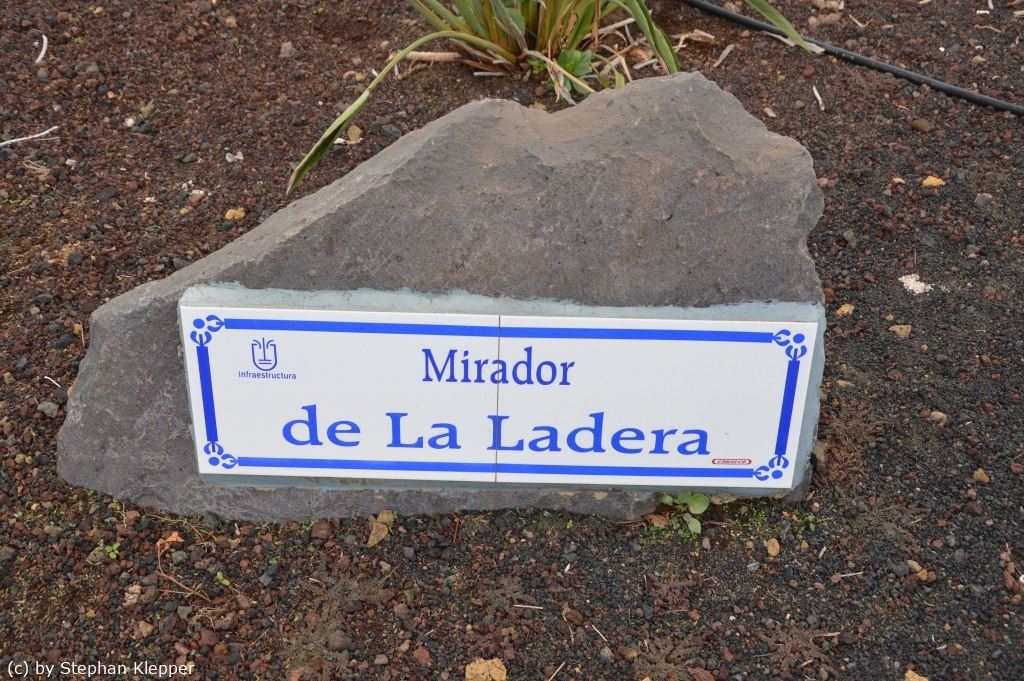 Infraestructura
Mirador
de La Ladera
(c) by Stephan Klepper